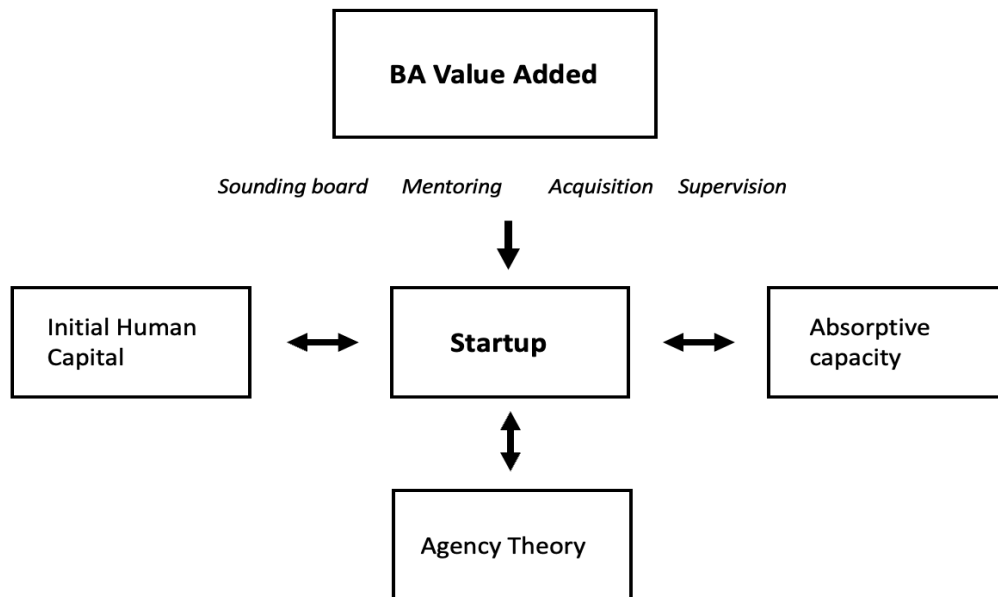 BA Value Added
Sounding board Mentoring Acquisition Supervision
Initial Human
Capital
Startup
Absorptive
capacity
Agency Theory